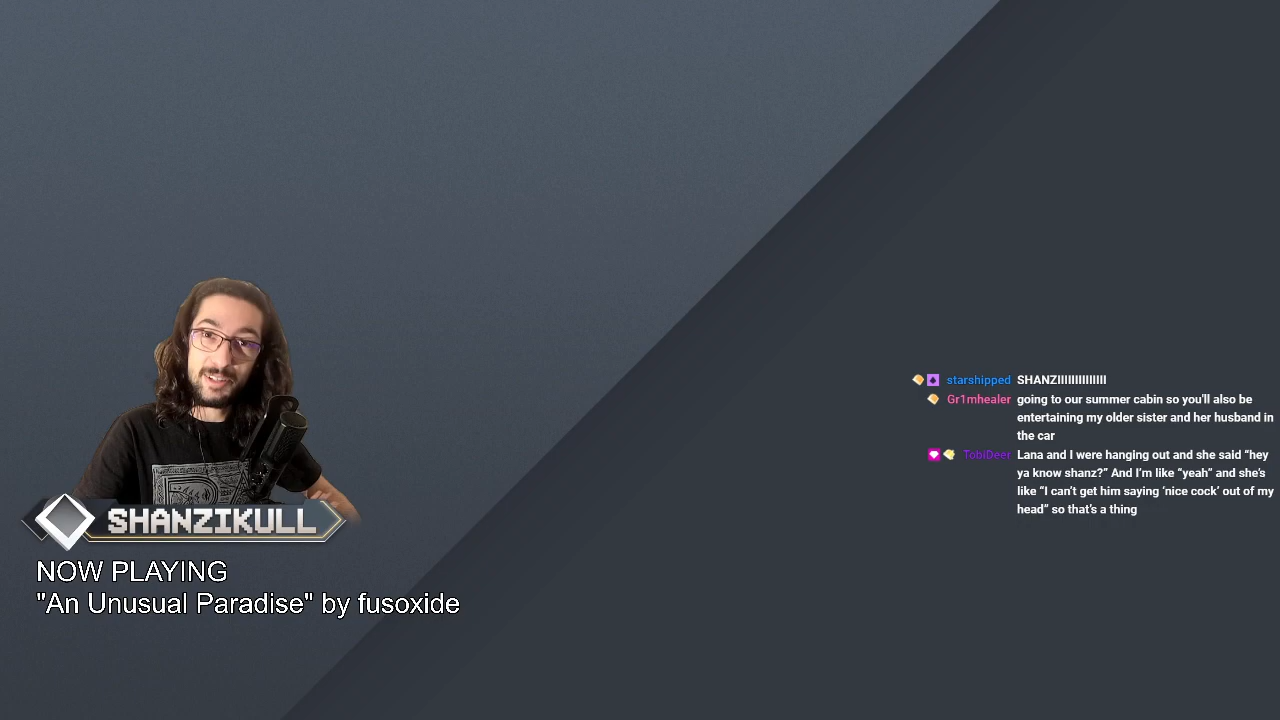 starshipped SHANZIIIIIIIIIIIIII
Gr1mhealer going to our summer cabin so you'll also be
entertaining my older sister and her husband in
the car
TobiDeer Lana and I were hanging out and she said “hey
ya know shanz?” And I’m like “yeah” and she’s
like “I can’t get him saying ‘nice cock’ out of my
head” so that’s a thing
SHANZIKULL
NOW PLAYING
"An Unusual Paradise" by fusoxide